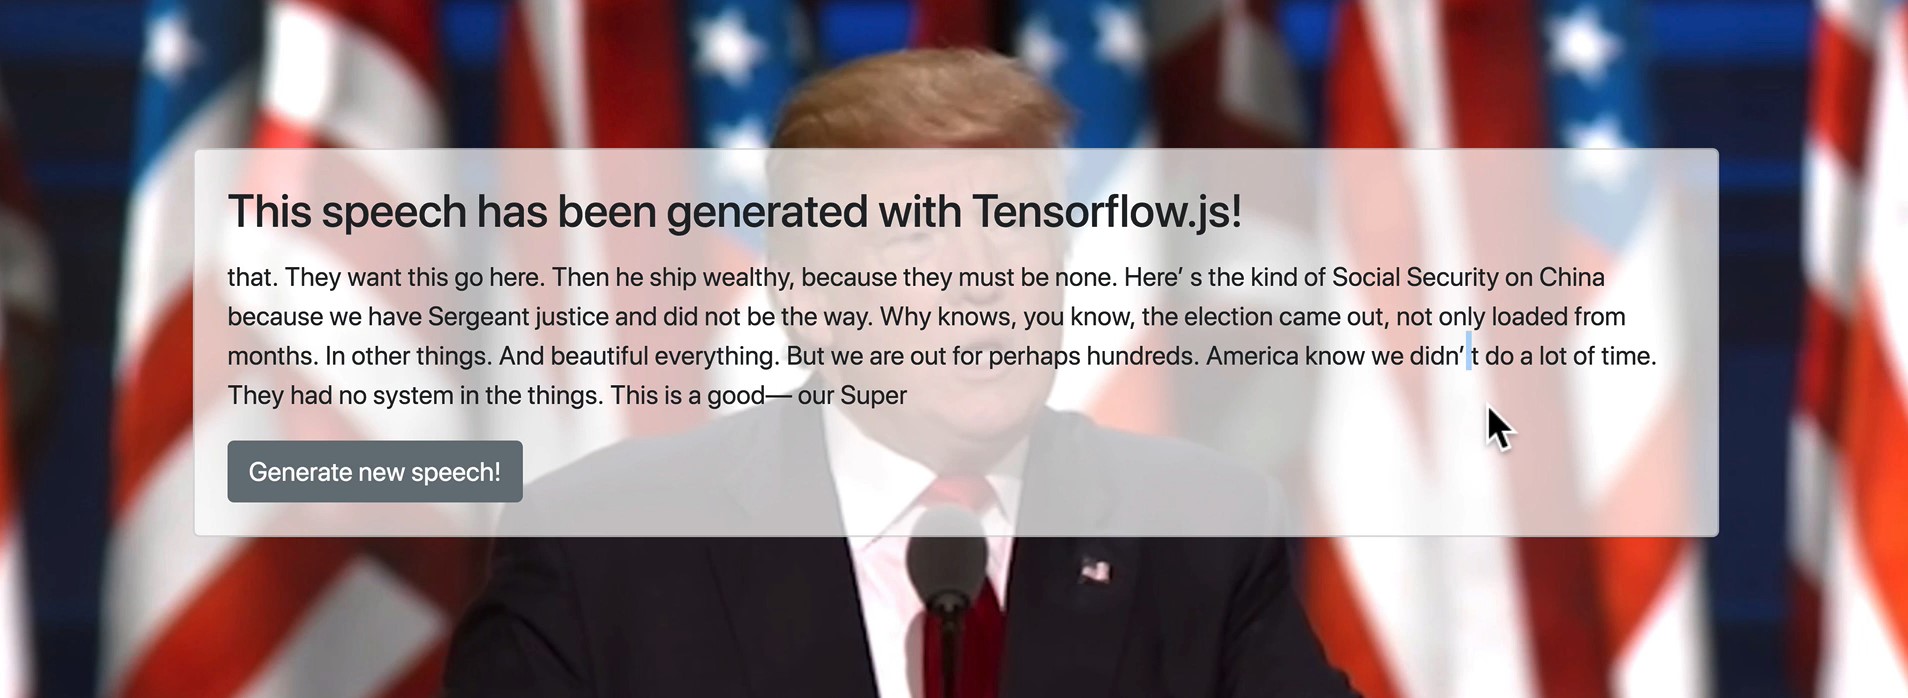 This speech has been generated with Tensorflow.js!
that. They want this go here. Then he ship wealthy, because they must be none. Here’ s the kind of Social Security on China
because we have Sergeant justice and did not be the way. Why knows, you know, the election came out, not only loaded from
months. In other things. And beautiful everything. But we are out for perhaps hundreds. America know we didn’ t do a lot of time.
They had no system in the things. This is a good— our Super
Generate new speech!